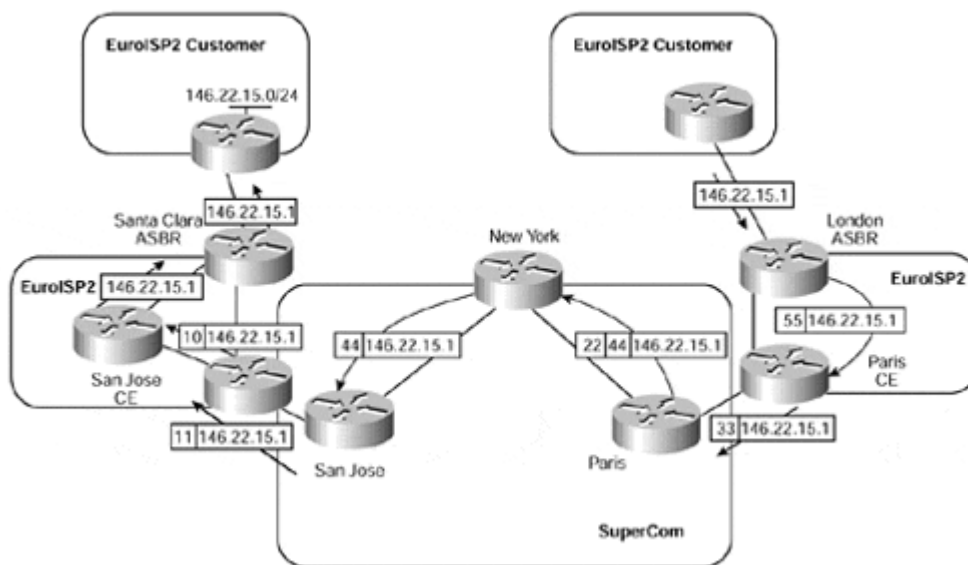 EuroISP2 Customer
146.22.15.0/24
146.22.15.1
Santa Clara
ASBR
EuroISP2
146.22.15.1
10 146.22.15.1
San Jose
CE
11 146.22.15.1
San Jose
New York
44 146.22.15.1
22 44 146.22.15.1
Paris
SuperCom
EuroISP2 Customer
146.22.15.1
London
ASBR
EuroISP2
55 146.22.15.1
Paris
CE
33 146.22.15.1